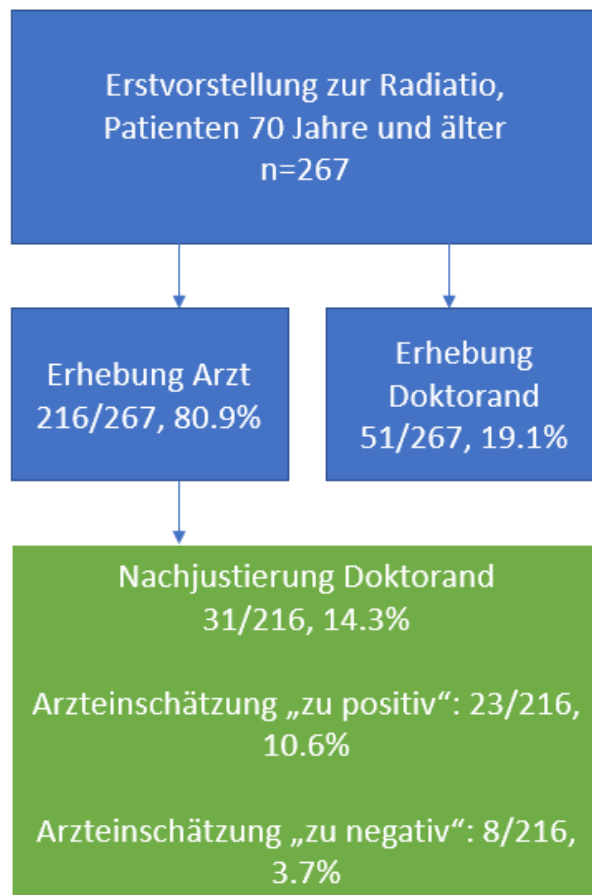 Erstvorstellung zur Radiatio,
Patienten 70 Jahre und älter
n=267
Erhebung Arzt
216/267, 80.9%
Erhebung
Doktorand
51/267, 19.1%
Nachjustierung Doktorand
31/216, 14.3%
Arzteinschätzung „zu positiv“: 23/216,
10.6%
Arzteinschätzung „zu negativ“: 8/216,
3.7%